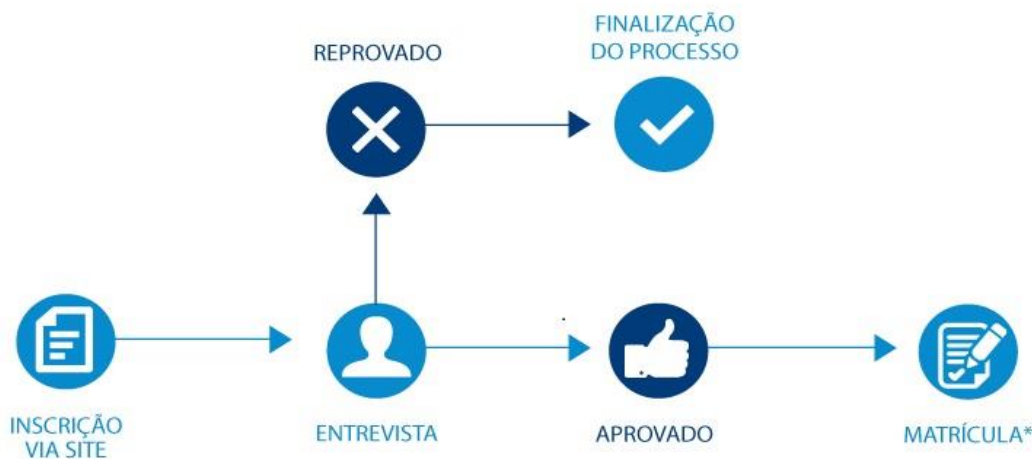 FINALIZAÇÃO
DO PROCESSO
REPROVADO
INSCRIÇÃO
VIA SITE
ENTREVISTA
APROVADO
MATRÍCULA*